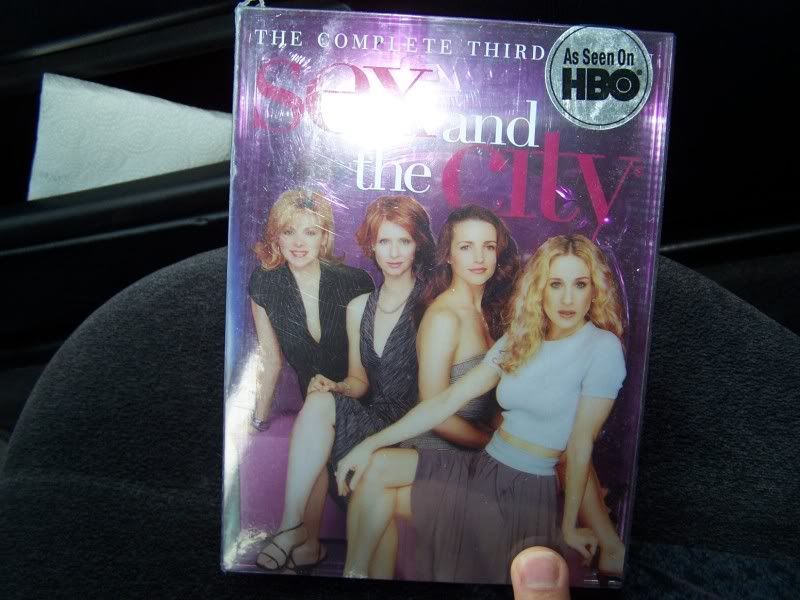 THE COMPLETE THIRD
As Seen On
HBO
sex and
the city